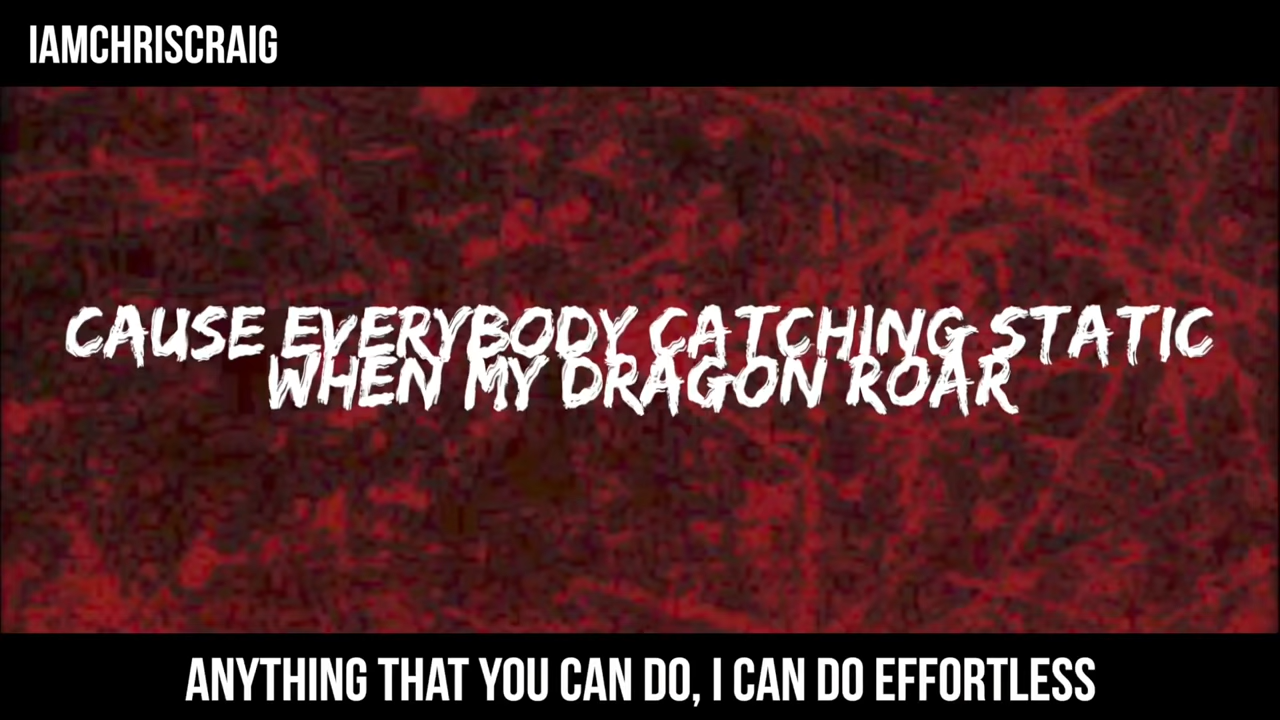 IAMCHRISCRAIG
CAUSE EVERYBODY CATCHING STATIC
WHEN MY DRAGON ROAR
ANYTHING THAT YOU CAN DO, I CAN DO EFFORTLESS